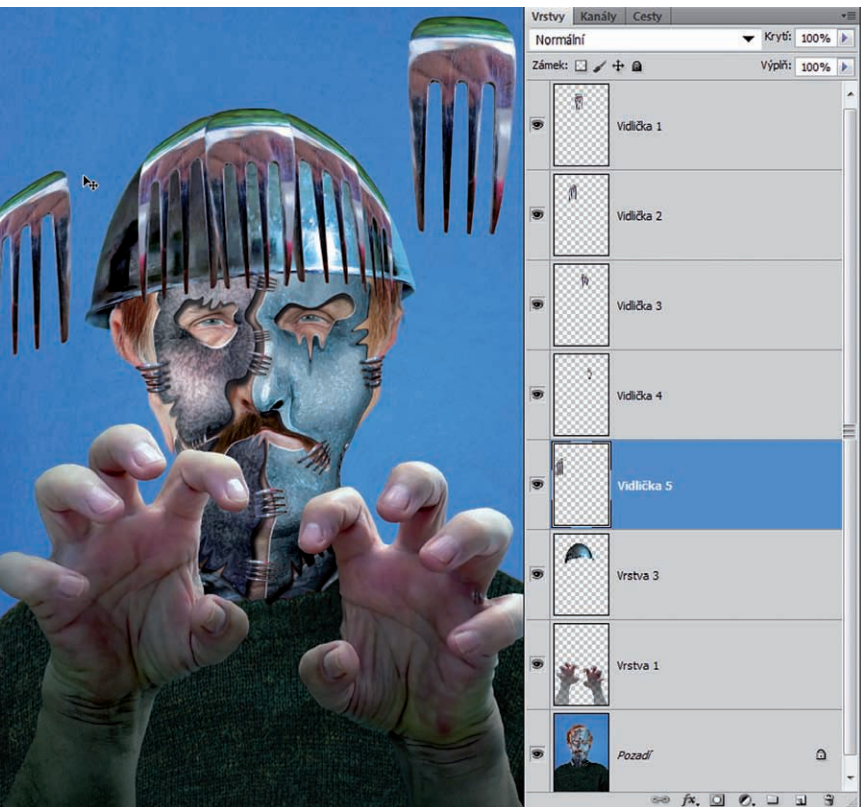 Vrstvy Kanály Cesty
Normální Krytí: 100%
Zámek: Výplň: 100%
Vidlička 1
Vidlička 2
Vidlička 3
Vidlička 4
Vidlička 5
Vrstva 3
Vrstva 1
Pozadí
fx.